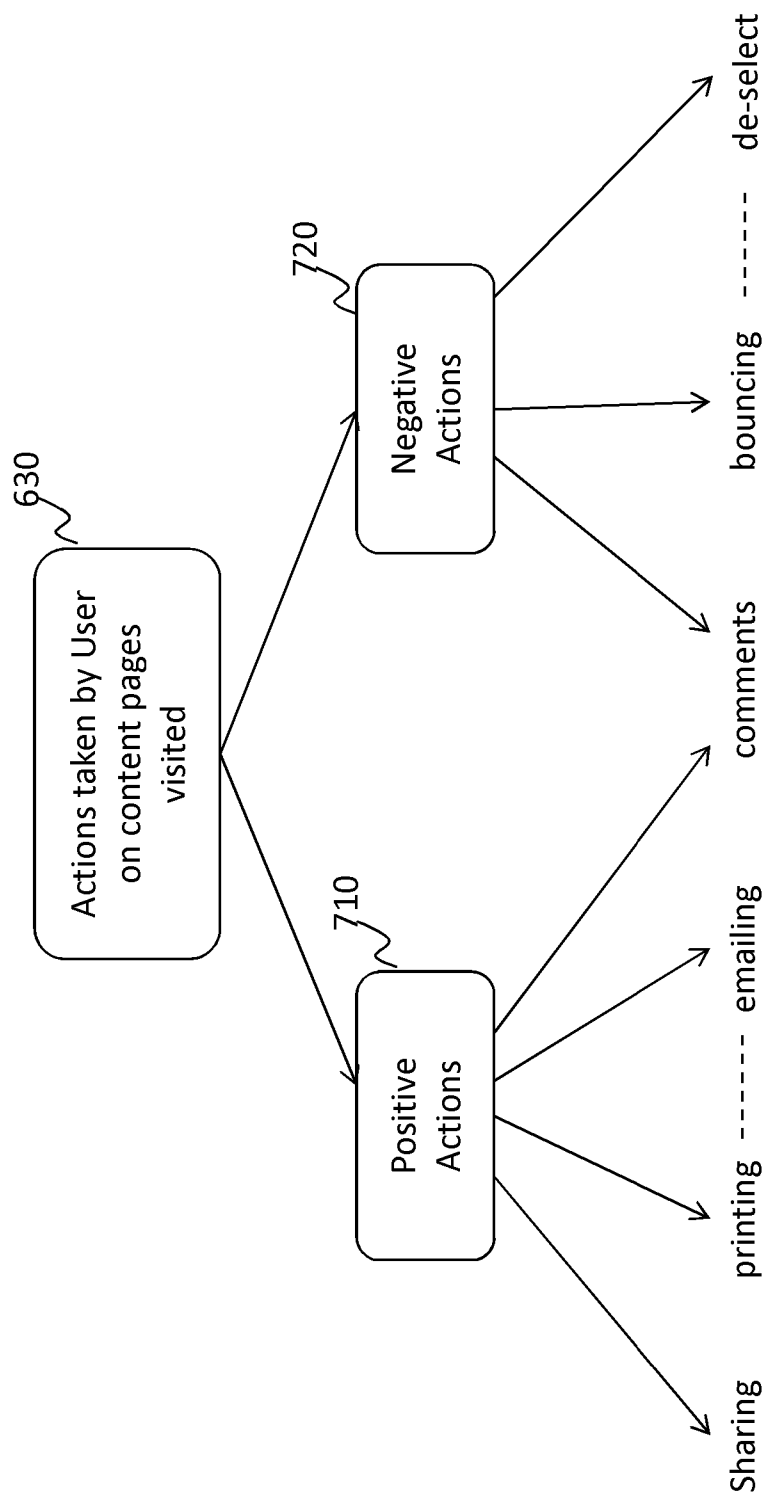 630
Actions taken by User
on content pages
visited
710
720
Positive
Actions
Negative
Actions
Sharing printing ------- emailing comments bouncing ------- de-select